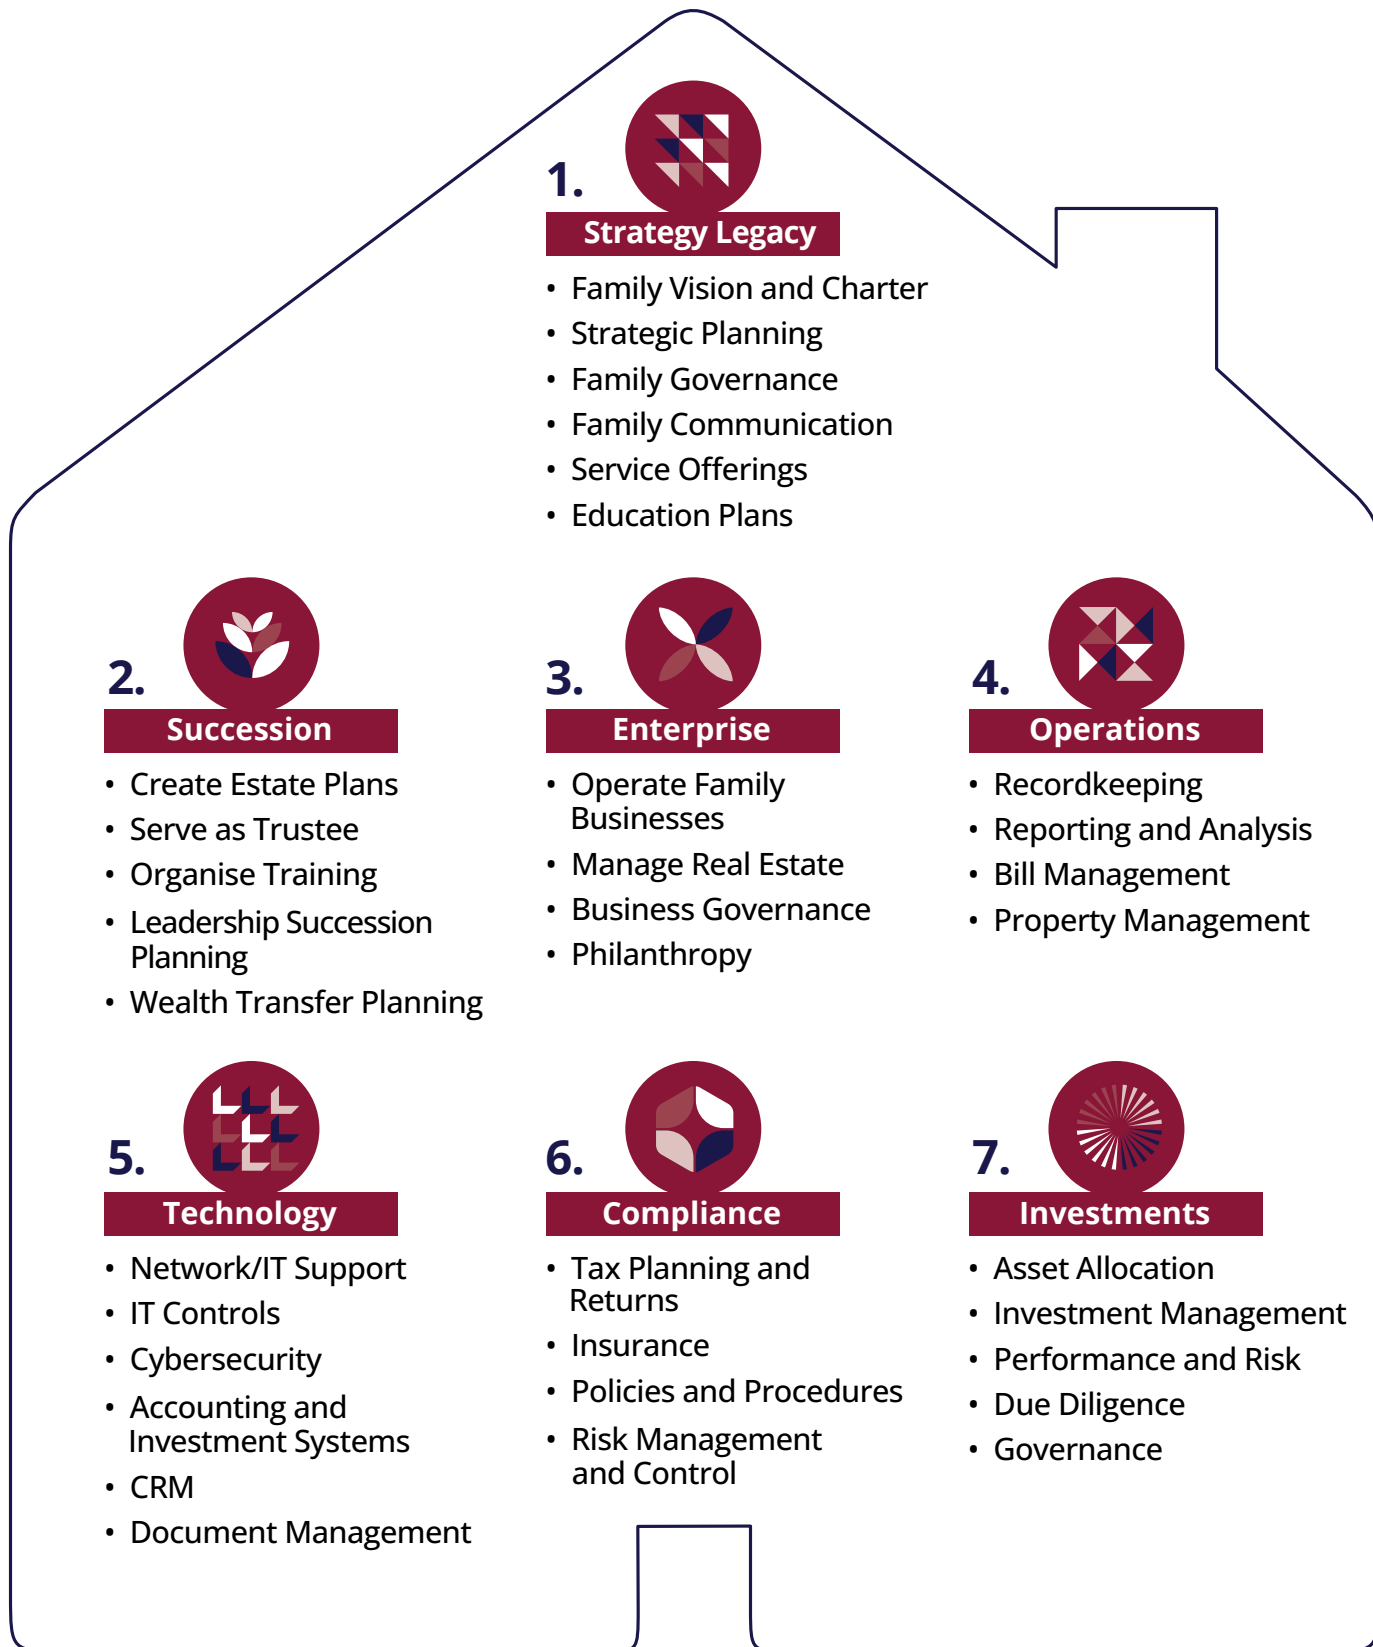 1.
Strategy Legacy
• Family Vision and Charter
• Strategic Planning
• Family Governance
• Family Communication
• Service Offerings
• Education Plans
2.
Succession
• Create Estate Plans
• Serve as Trustee
• Organise Training
• Leadership Succession
Planning
• Wealth Transfer Planning
3.
Enterprise
• Operate Family
Businesses
• Manage Real Estate
• Business Governance
• Philanthropy
4.
Operations
• Recordkeeping
• Reporting and Analysis
• Bill Management
• Property Management
5.
Technology
• Network/IT Support
• IT Controls
• Cybersecurity
• Accounting and
Investment Systems
• CRM
• Document Management
6.
Compliance
• Tax Planning and
Returns
• Insurance
• Policies and Procedures
• Risk Management
and Control
7.
Investments
• Asset Allocation
• Investment Management
• Performance and Risk
• Due Diligence
• Governance